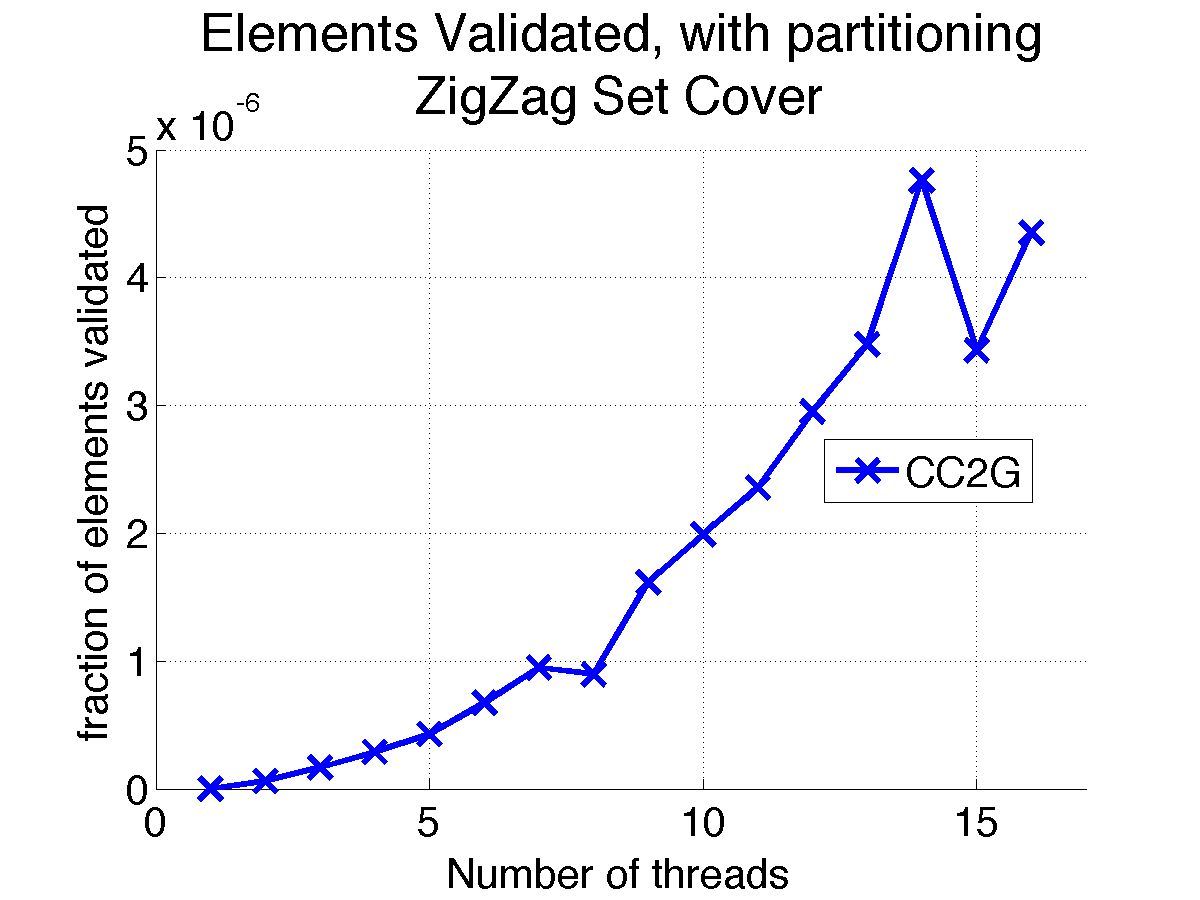 Elements Validated, with partitioning
ZigZag Set Cover
x 10^-6
5
4
3
2
1
0
fraction of elements validated
CC2G
0 5 10 15
Number of threads